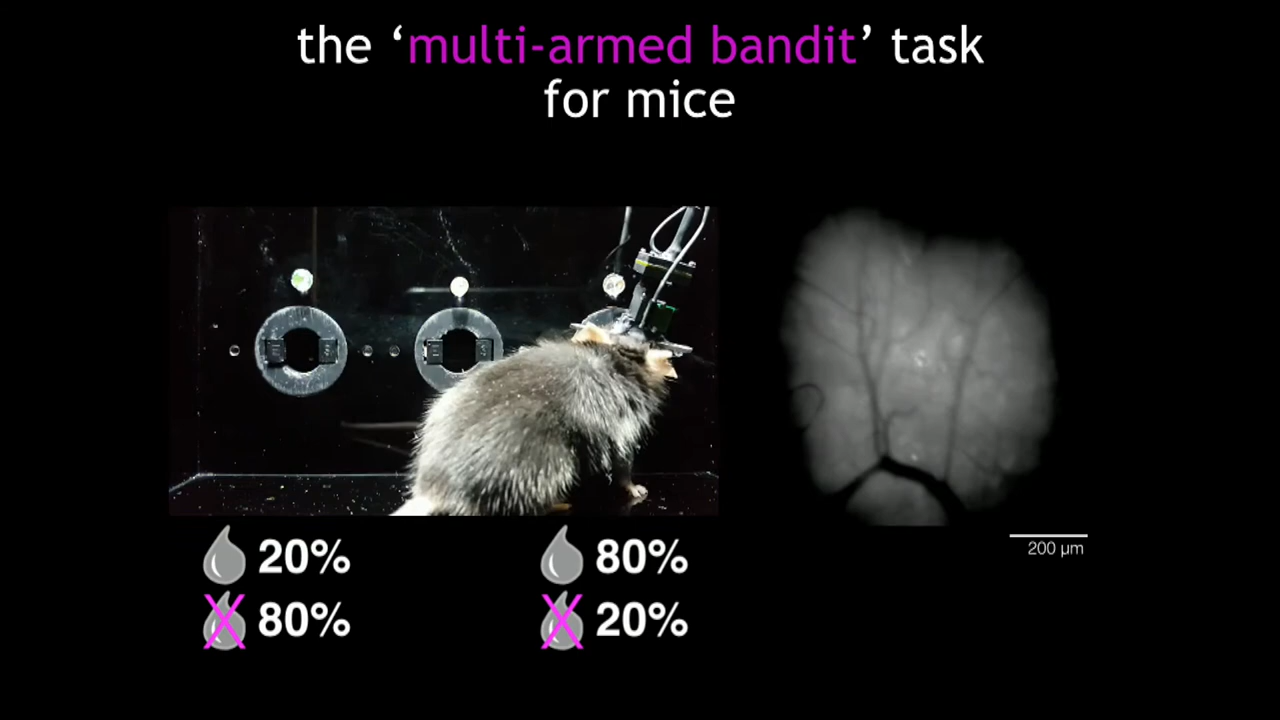 the ‘multi-armed bandit’ task
for mice
20%
80%
80%
20%
200 µm